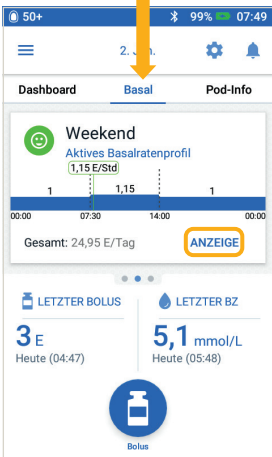 50+ 99% 07:49
2. J n.
Dashboard Basal Pod-Info
Weekend
Aktives Basalratenprofil
1,15 E/Std
1 1,15 1
00:00 07:30 14:00 00:00
Gesamt: 24,95 E/Tag ANZEIGE
LETZTER BOLUS LETZTER BZ
3 E 5,1 mmol/L
Heute (04:47) Heute (05:48)
Bolus